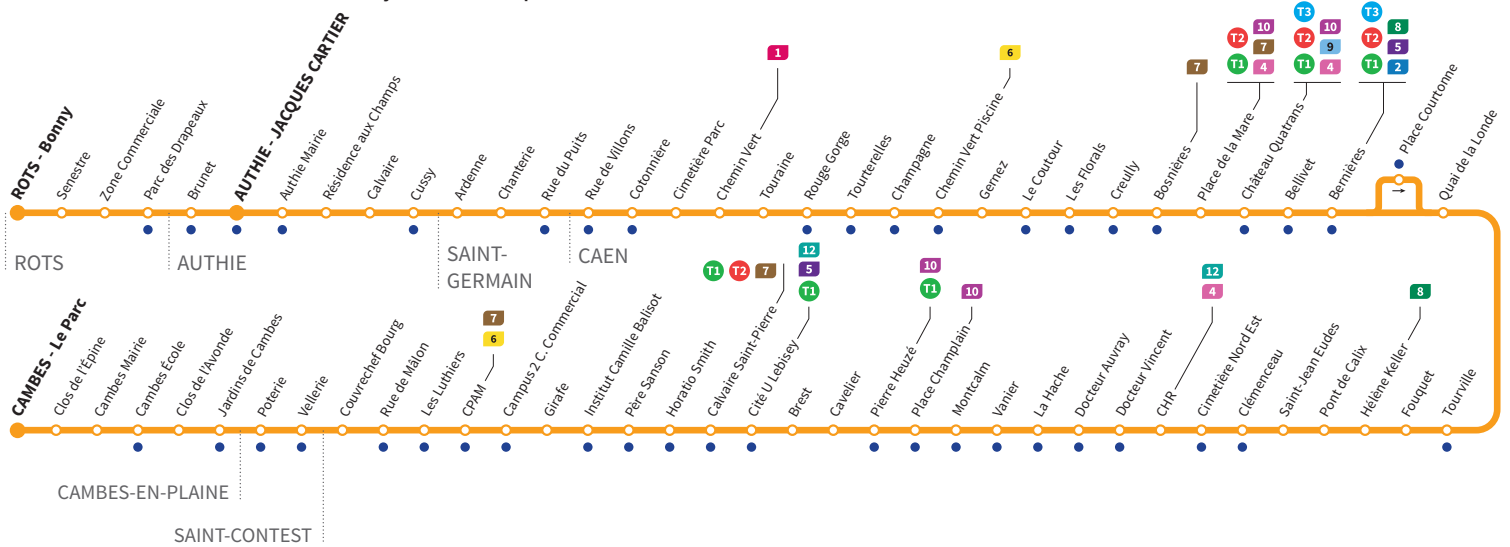 ROTS - Bonny
Senestre
Zone Commerciale
Parc des Drapeaux
Brunet
AUTHIE - JACQUES CARTIER
Authie Mairie
Résidence aux Champs
Calvaire
Cussy
Ardenne
Chanterie
Rue du Puits
Rue de Villons
Cotonnière
Cimetière Parc
Chemin Vert
1
Touraine
Rouge Gorge
Tourterelles
Champagne
Chemin Vert Piscine
6
Gernez
Le Coutour
Les Florals
Creully
Bosnières
7
Place de la Mare
10
T2 7
T1 4
Château Quatrans
T3 10
T2 9
T1 4
Bellivet
Bernières
T3 8
T2 5
T1 2
Place Courtonne
→
Quai de la Londe
ROTS
AUTHIE
SAINT-
GERMAIN
CAEN
CAMBES - Le Parc
Clos de l'Épine
Cambes Mairie
Cambes École
Clos de l'Avonde
Jardins de Cambes
Poterie
Vellerie
Couvrechef Bourg
Rue de Mâlon
Les Luthiers
CPAM
7
6
Campus 2 C. Commercial
Girafe
Institut Camille Balisot
Père Sanson
Horatio Smith
Calvaire Saint-Pierre
T1 T2 7
Cité U Lebisey
12
5
T1
Brest
Cavelier
Pierre Heuzé
10
T1
Place Champlain
10
Montcalm
Vanier
La Hache
Docteur Auvray
Docteur Vincent
CHR
12
4
Cimetière Nord Est
Clémenceau
Saint-Jean Eudes
Pont de Calix
Hélène Keller
8
Fouquet
Tourville
CAMBES-EN-PLAINE
SAINT-CONTEST